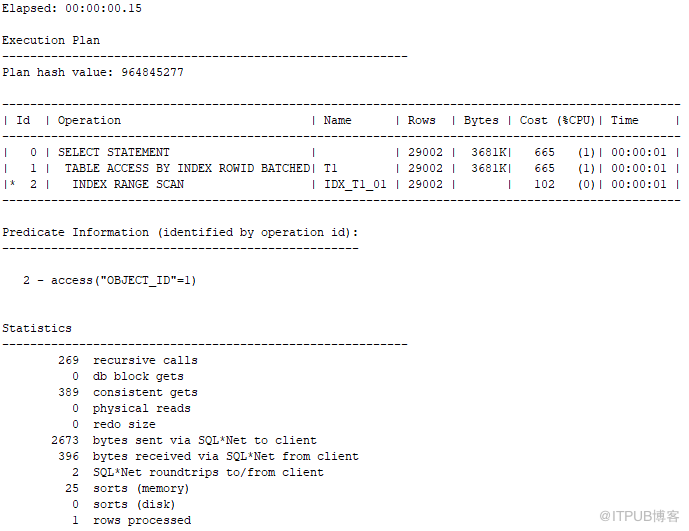 Elapsed: 00:00:00.15
Execution Plan
----------------------------------------------------------
Plan hash value: 964845277
-------------------------------------------------------------------------------------------------
| Id  | Operation                           | Name      | Rows  | Bytes | Cost (%CPU)| Time     |
-------------------------------------------------------------------------------------------------
|   0 | SELECT STATEMENT                    |           | 29002 |  3681K|   665   (1)| 00:00:01 |
|   1 |  TABLE ACCESS BY INDEX ROWID BATCHED| T1        | 29002 |  3681K|   665   (1)| 00:00:01 |
|*  2 |   INDEX RANGE SCAN                  | IDX_T1_01 | 29002 |       |   102   (0)| 00:00:01 |
-------------------------------------------------------------------------------------------------
Predicate Information (identified by operation id):
---------------------------------------------------
   2 - access("OBJECT_ID"=1)
Statistics
----------------------------------------------------------
        269  recursive calls
          0  db block gets
        389  consistent gets
          0  physical reads
          0  redo size
       2673  bytes sent via SQL*Net to client
        396  bytes received via SQL*Net from client
          2  SQL*Net roundtrips to/from client
         25  sorts (memory)
          0  sorts (disk)
          1  rows processed
@ITPUB博客